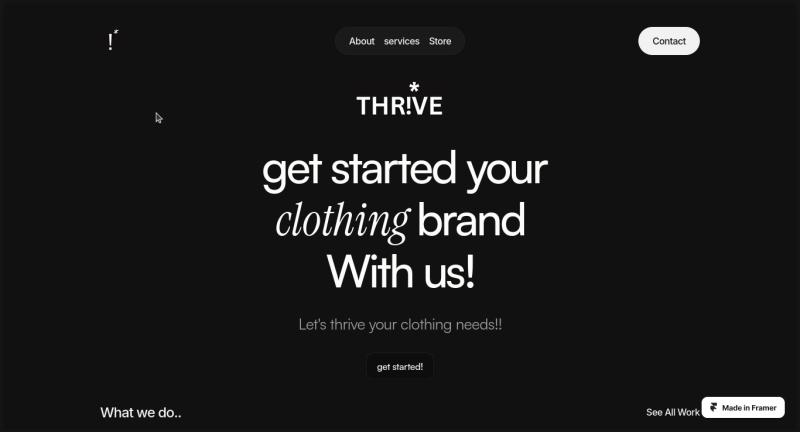 !*
About services Store
Contact
THR!VE*
get started your
clothing brand
With us!
Let's thrive your clothing needs!!
get started!
What we do..
See All Work
Made in Framer